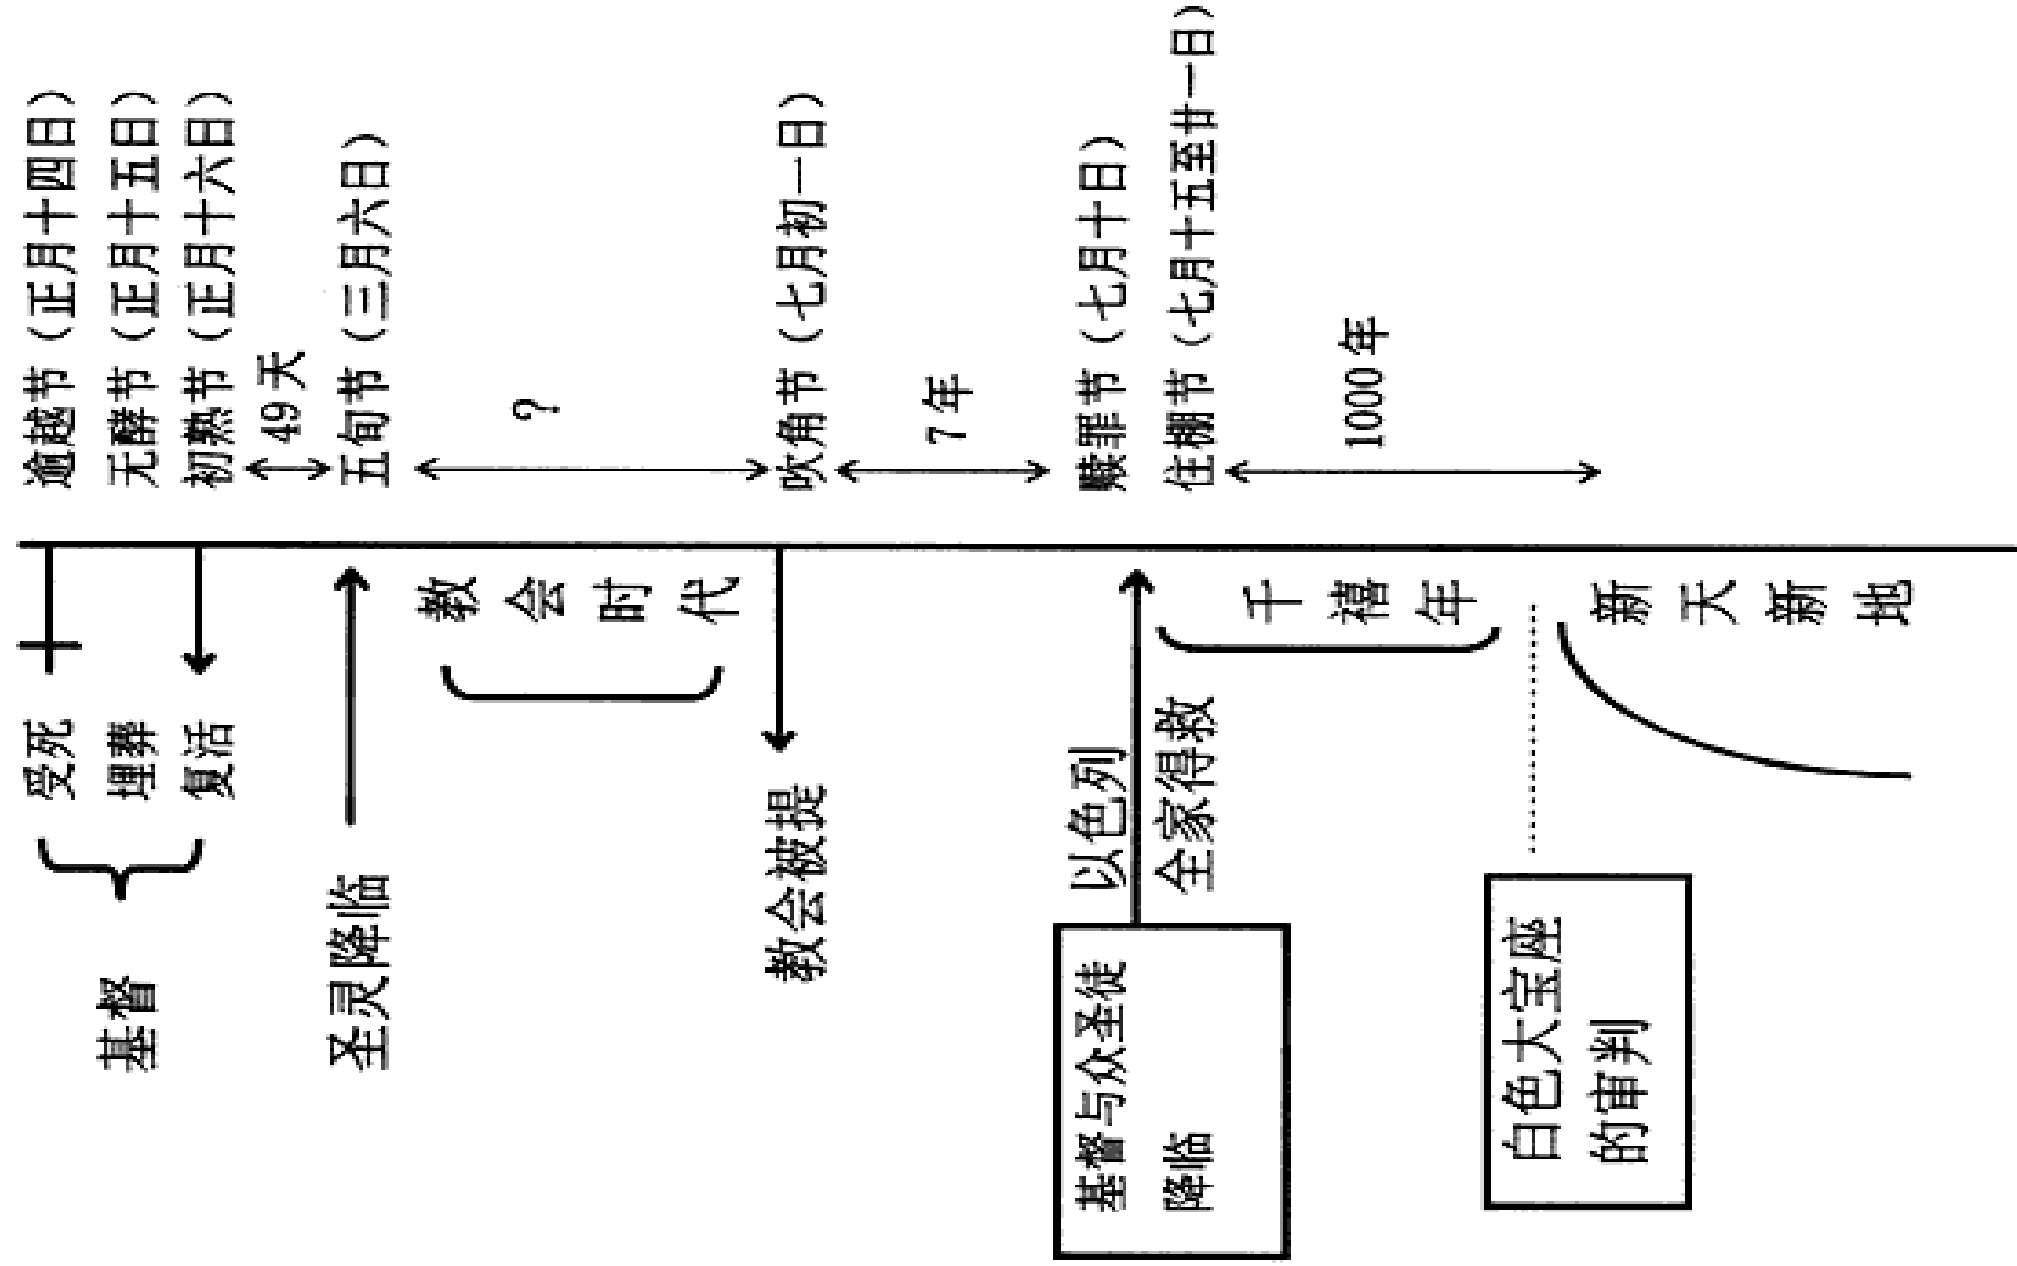 逾越节（正月十四日）
无酵节（正月十五日）
初熟节（正月十六日）
49天
五旬节（三月六日）
?
吹角节（七月初一日）
7年
赎罪节（七月十日）
住棚节（七月十五至廿一日）
1000年
教会时代
千禧年
新天新地
受死
埋葬
复活
基督
圣灵降临
教会被提
以色列
全家得救
基督与众圣徒
降临
白色大宝座
的审判